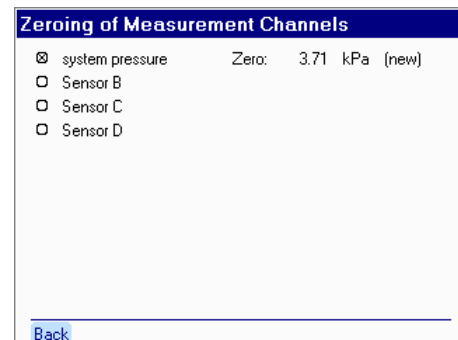 Zeroing of Measurement Channels
system pressure Zero: 3.71 kPa (new)
Sensor B
Sensor C
Sensor D
Back